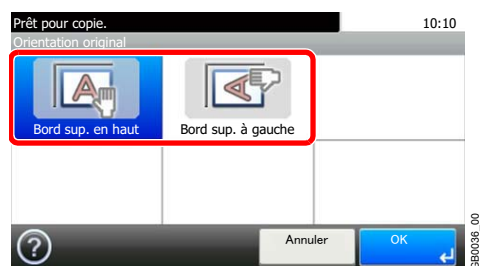 Prêt pour copie. 10:10
Orientation original
Bord sup. en haut Bord sup. à gauche
Annuler OK
GB0036_00